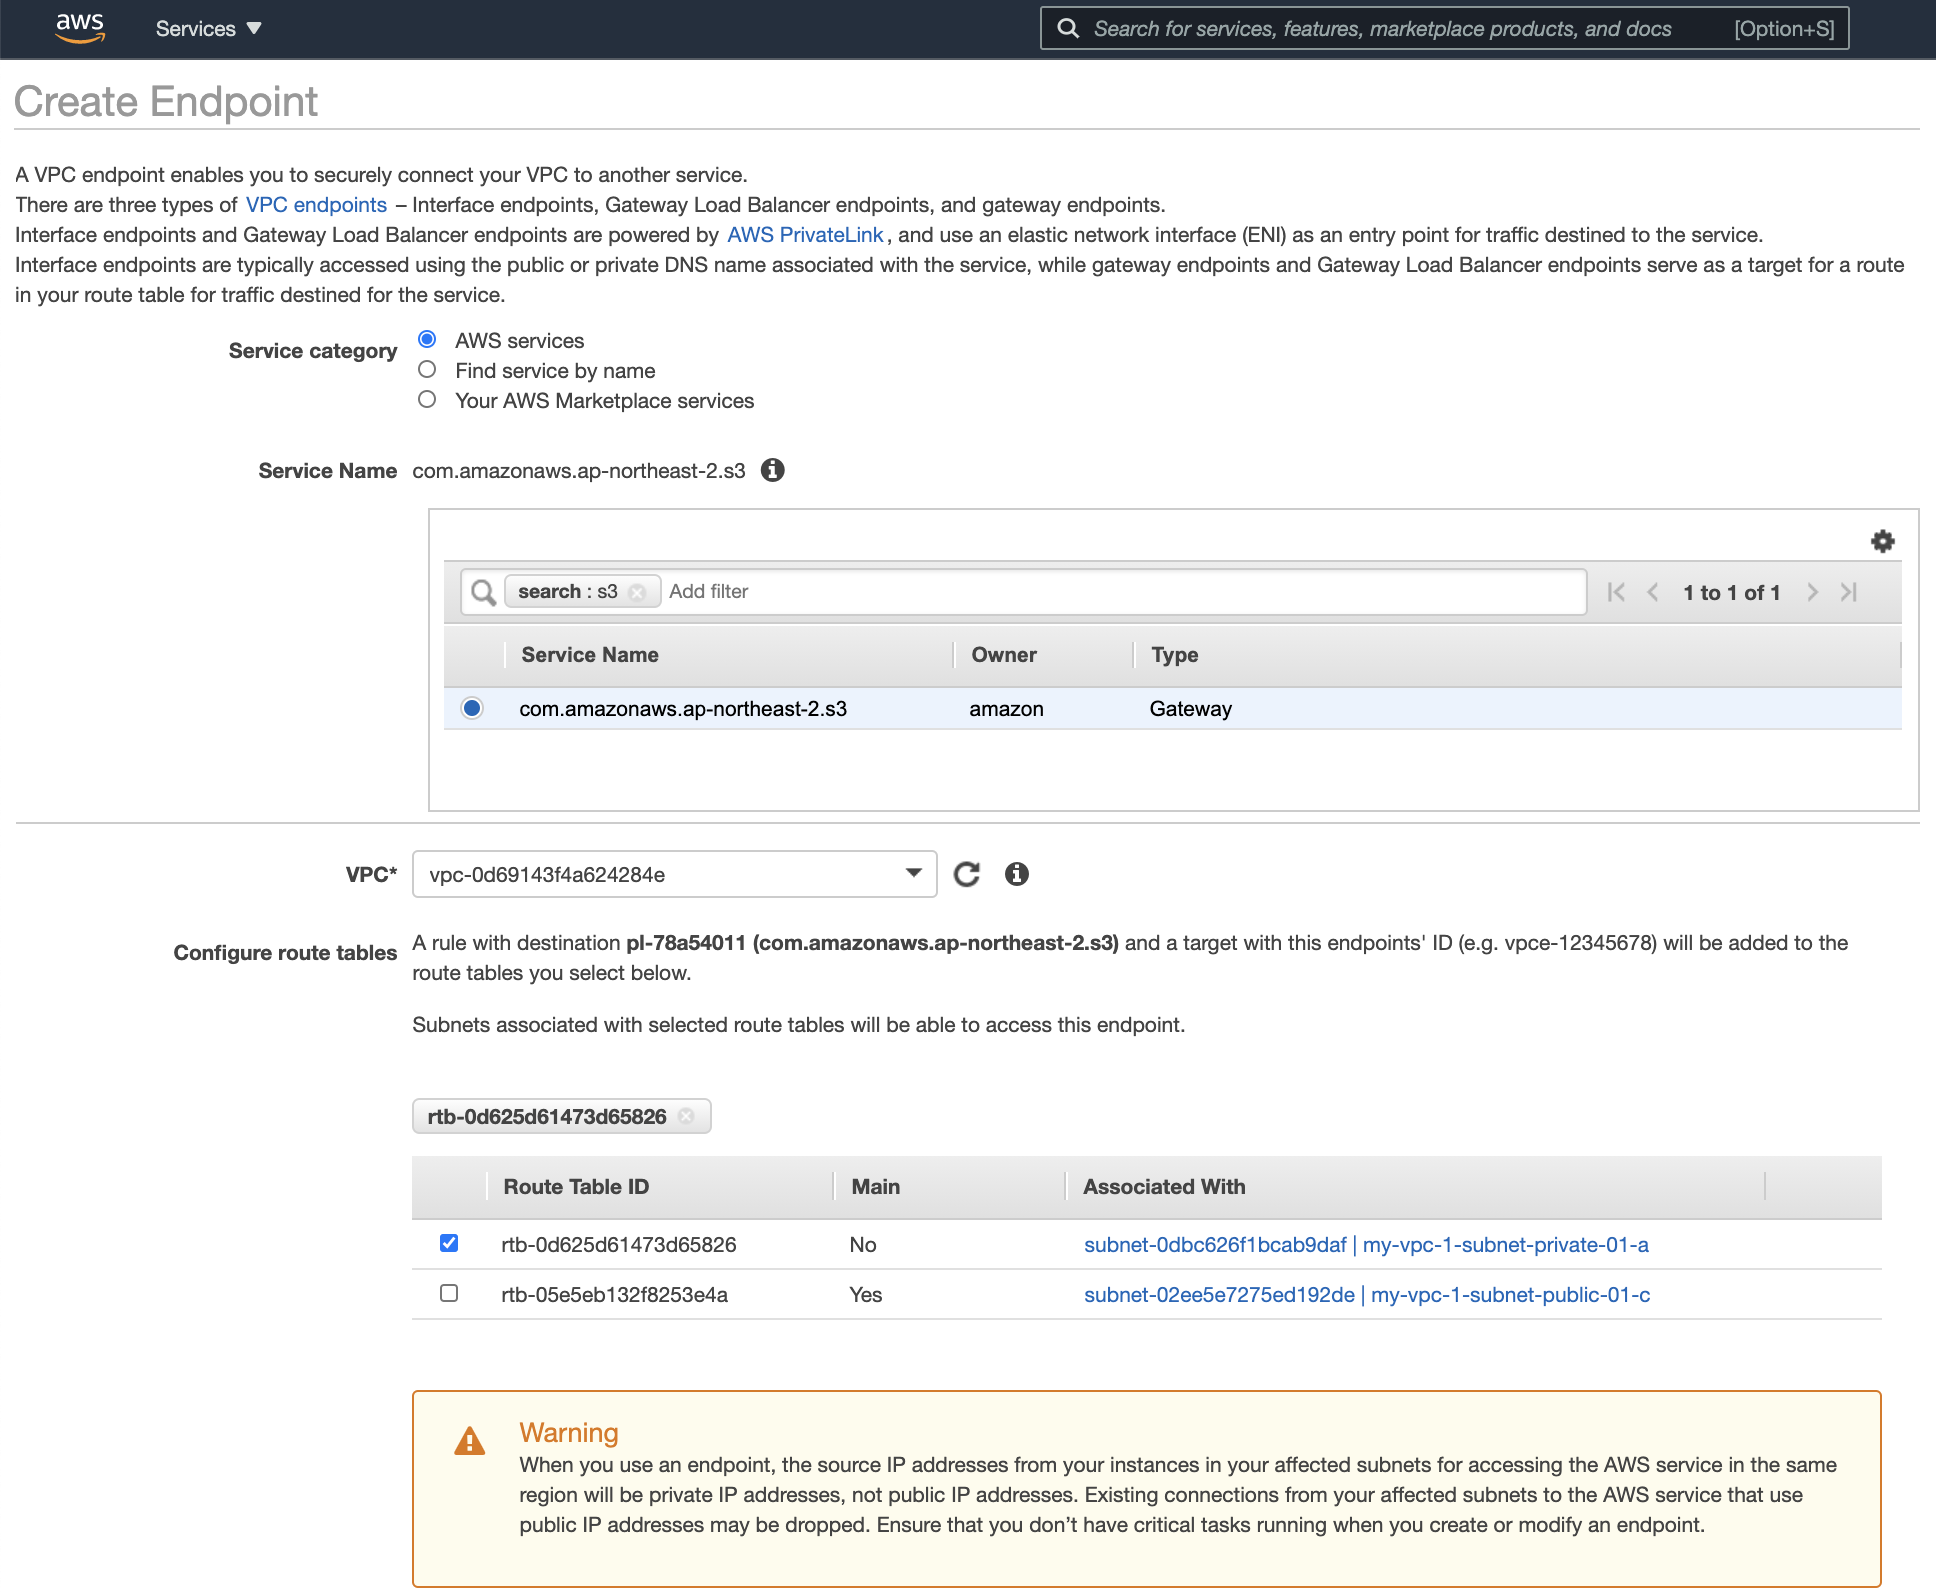 aws
Services
Search for services, features, marketplace products, and docs
[Option+S]
Create Endpoint
A VPC endpoint enables you to securely connect your VPC to another service.
There are three types of VPC endpoints – Interface endpoints, Gateway Load Balancer endpoints, and gateway endpoints.
Interface endpoints and Gateway Load Balancer endpoints are powered by AWS PrivateLink, and use an elastic network interface (ENI) as an entry point for traffic destined to the service.
Interface endpoints are typically accessed using the public or private DNS name associated with the service, while gateway endpoints and Gateway Load Balancer endpoints serve as a target for a route
in your route table for traffic destined for the service.
Service category
AWS services
Find service by name
Your AWS Marketplace services
Service Name com.amazonaws.ap-northeast-2.s3
search : s3 Add filter
1 to 1 of 1
Service Name Owner Type
com.amazonaws.ap-northeast-2.s3 amazon Gateway
VPC* vpc-0d69143f4a624284e
Configure route tables
A rule with destination pl-78a54011 (com.amazonaws.ap-northeast-2.s3) and a target with this endpoints' ID (e.g. vpce-12345678) will be added to the
route tables you select below.
Subnets associated with selected route tables will be able to access this endpoint.
rtb-0d625d61473d65826
Route Table ID Main Associated With
rtb-0d625d61473d65826 No subnet-0dbc626f1bcab9daf | my-vpc-1-subnet-private-01-a
rtb-05e5eb132f8253e4a Yes subnet-02ee5e7275ed192de | my-vpc-1-subnet-public-01-c
Warning
When you use an endpoint, the source IP addresses from your instances in your affected subnets for accessing the AWS service in the same
region will be private IP addresses, not public IP addresses. Existing connections from your affected subnets to the AWS service that use
public IP addresses may be dropped. Ensure that you don’t have critical tasks running when you create or modify an endpoint.